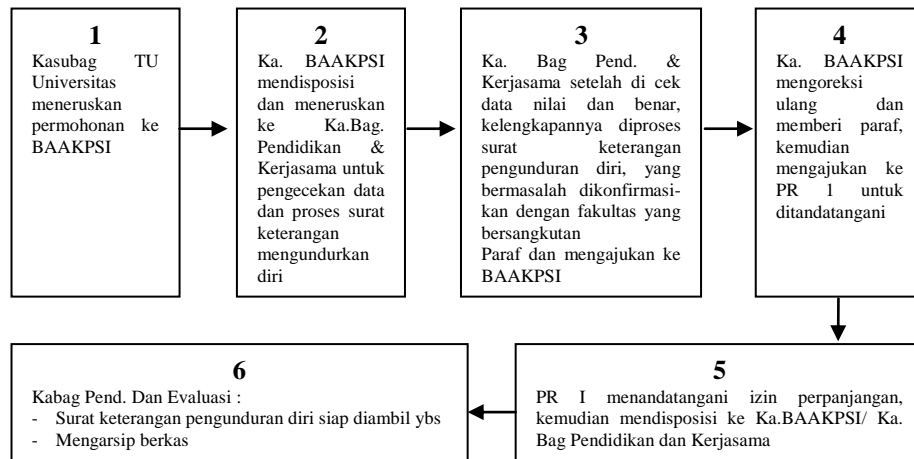 1
Kasubag TU
Universitas
meneruskan
permohonan ke
BAAKPSI
2
Ka. BAAKPSI
mendisposisi
dan meneruskan
ke Ka.Bag.
Pendidikan &
Kerjasama untuk
pengecekan data
dan proses surat
keterangan
mengundurkan
diri
3
Ka. Bag Pend. &
Kerjasama setelah di cek
data nilai dan benar,
kelengkapannya diproses
surat keterangan
pengunduran diri, yang
bermasalah dikonfirmasi-
kan dengan fakultas yang
bersangkutan
Paraf dan mengajukan ke
BAAKPSI
4
Ka. BAAKPSI
mengoreksi
ulang dan
memberi paraf,
kemudian
mengajukan ke
PR 1 untuk
ditandatangani
6
Kabag Pend. Dan Evaluasi :
- Surat keterangan pengunduran diri siap diambil ybs
- Mengarsip berkas
5
PR I menandatangani izin perpanjangan,
kemudian mendisposisi ke Ka.BAAKPSI/ Ka.
Bag Pendidikan dan Kerjasama